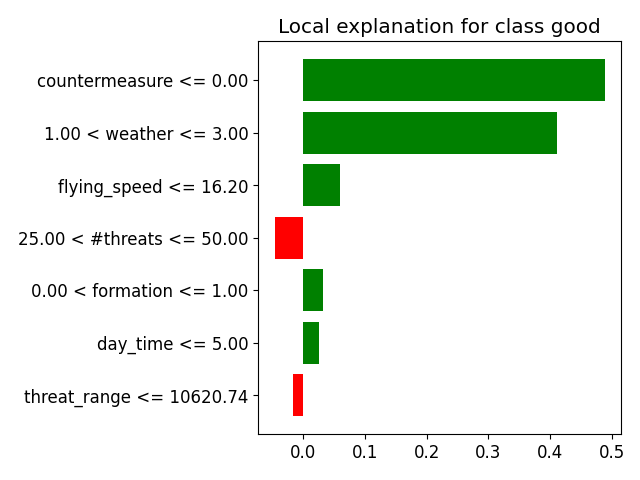 Local explanation for class good
countermeasure <= 0.00
1.00 < weather <= 3.00
flying_speed <= 16.20
25.00 < #threats <= 50.00
0.00 < formation <= 1.00
day_time <= 5.00
threat_range <= 10620.74
0.0 0.1 0.2 0.3 0.4 0.5